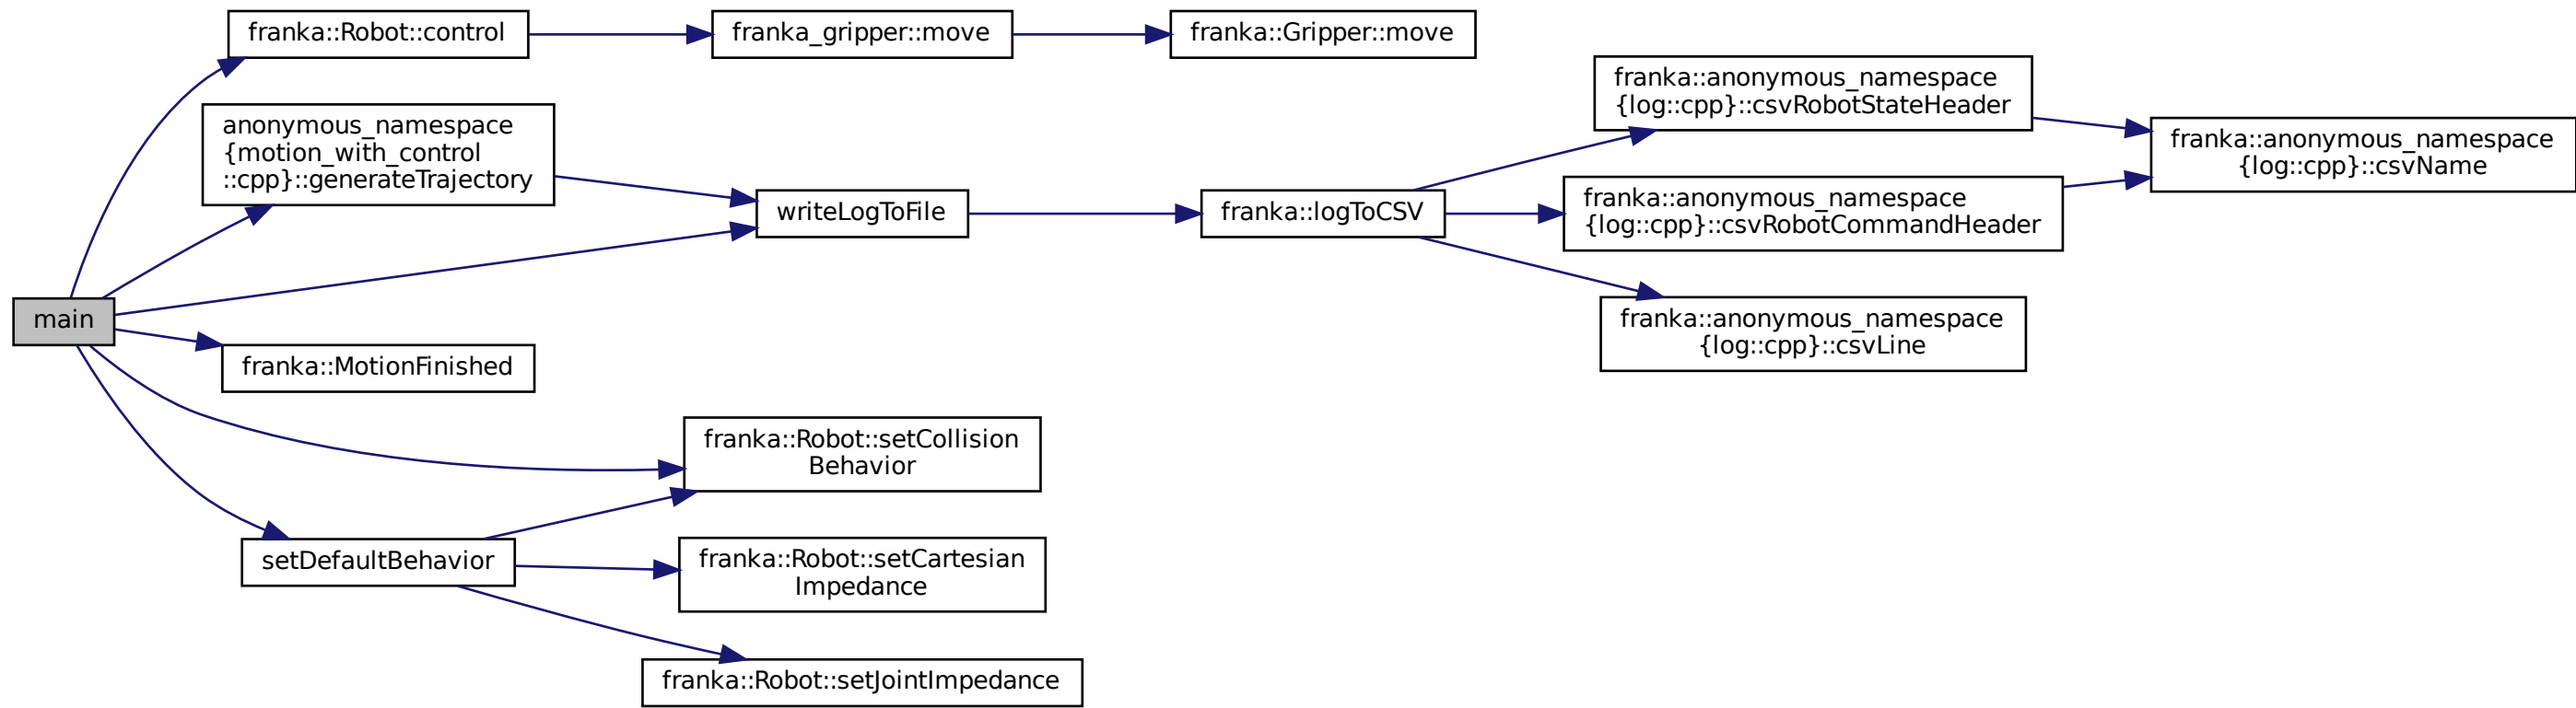 franka::Robot::control
franka_gripper::move
franka::Gripper::move
franka::anonymous_namespace
{log::cpp}::csvRobotStateHeader
anonymous_namespace
{motion_with_control
::cpp}::generateTrajectory
franka::anonymous_namespace
{log::cpp}::csvName
writeLogToFile
franka::logToCSV
franka::anonymous_namespace
{log::cpp}::csvRobotCommandHeader
main
franka::anonymous_namespace
{log::cpp}::csvLine
franka::MotionFinished
franka::Robot::setCollision
Behavior
setDefaultBehavior
franka::Robot::setCartesian
Impedance
franka::Robot::setJointImpedance